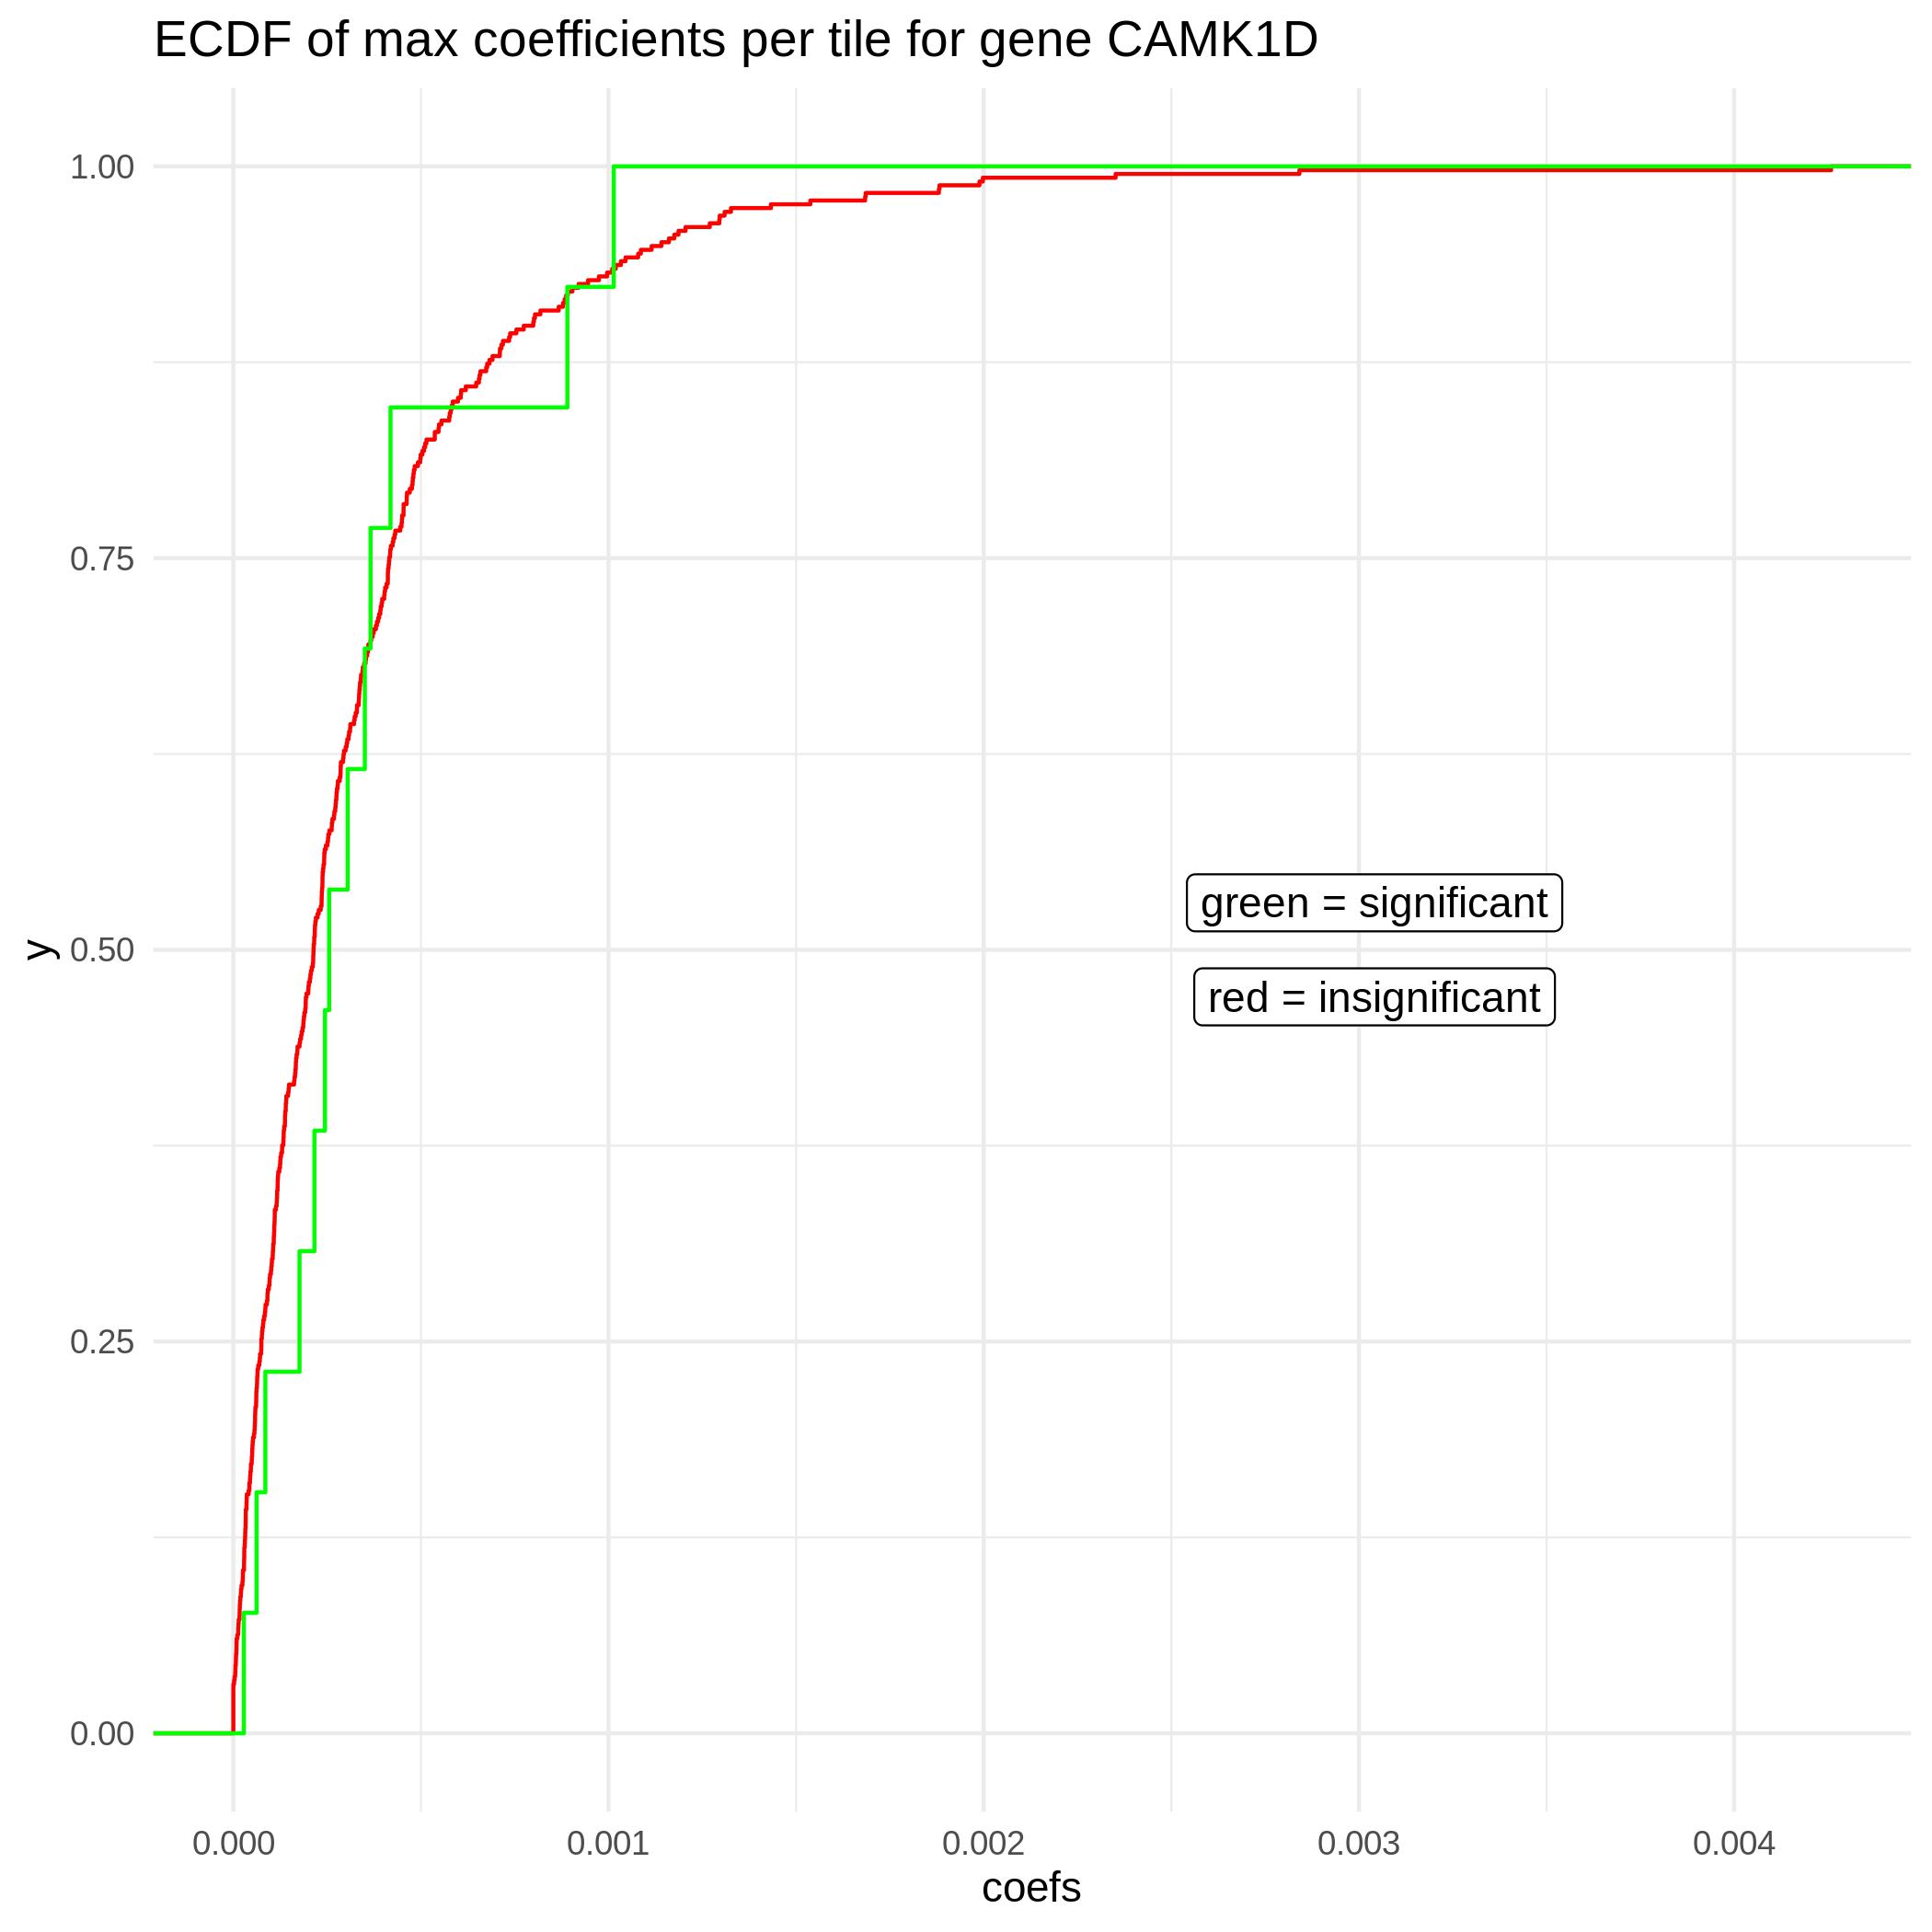 ECDF of max coefficients per tile for gene CAMK1D
1.00
0.75
0.50
0.25
0.00
y
green = significant
red = insignificant
0.000 0.001 0.002 0.003 0.004
coefs